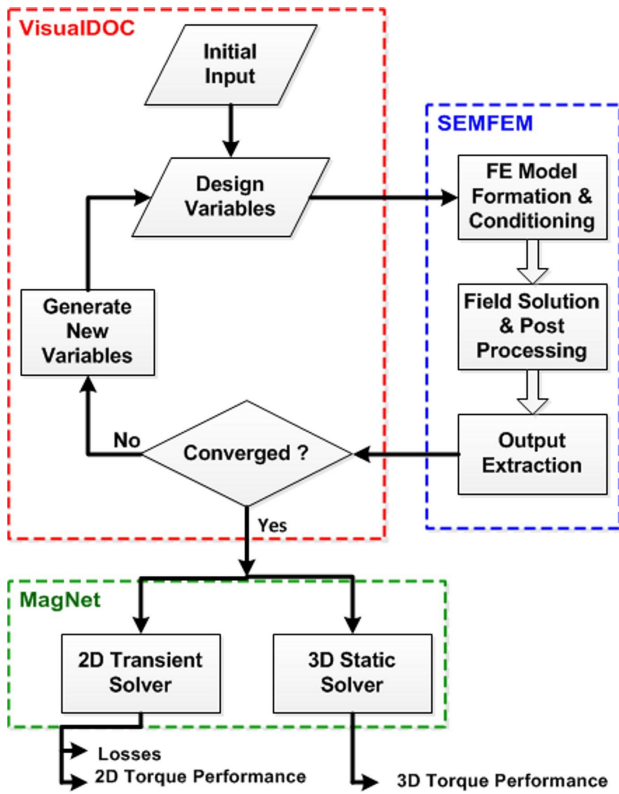 VisualDOC
Initial
Input
SEMFEM
Design
Variables
FE Model
Formation &
Conditioning
Generate
New
Variables
Field Solution
& Post
Processing
No
Converged ?
Output
Extraction
Yes
MagNet
2D Transient
Solver
3D Static
Solver
Losses
2D Torque Performance
3D Torque Performance